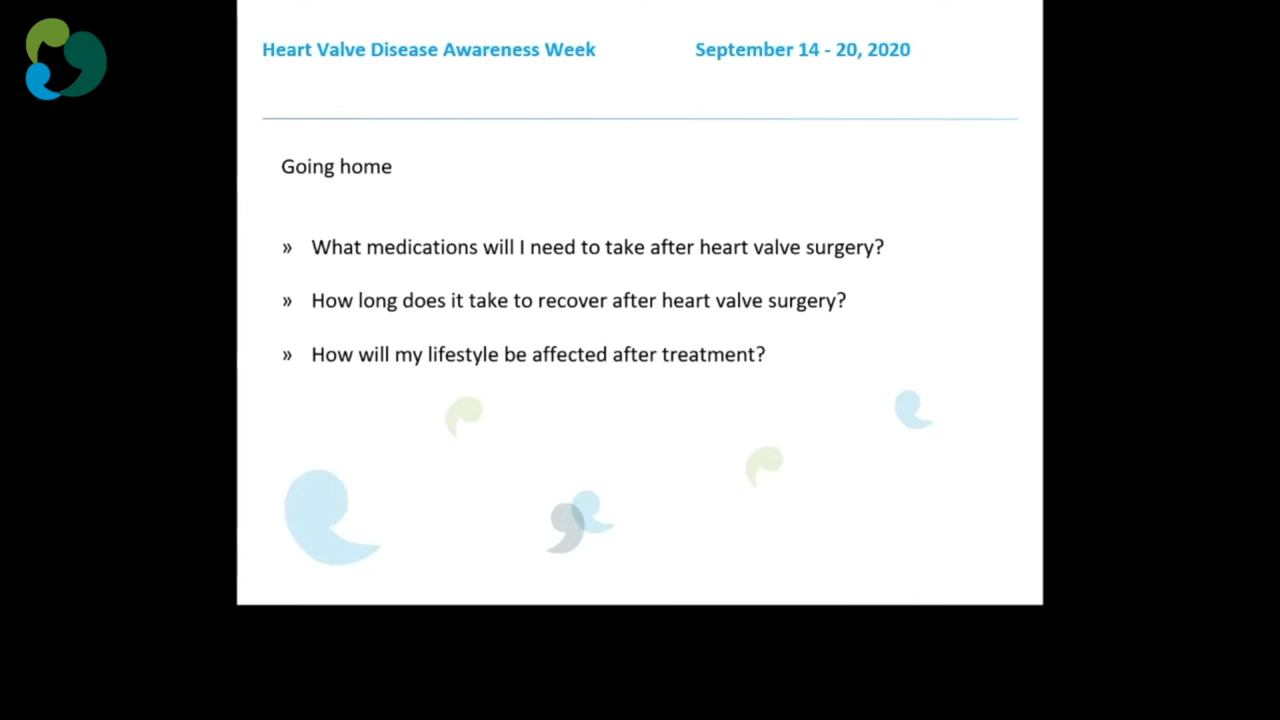 Heart Valve Disease Awareness Week September 14 - 20, 2020
Going home
» What medications will I need to take after heart valve surgery?
» How long does it take to recover after heart valve surgery?
» How will my lifestyle be affected after treatment?